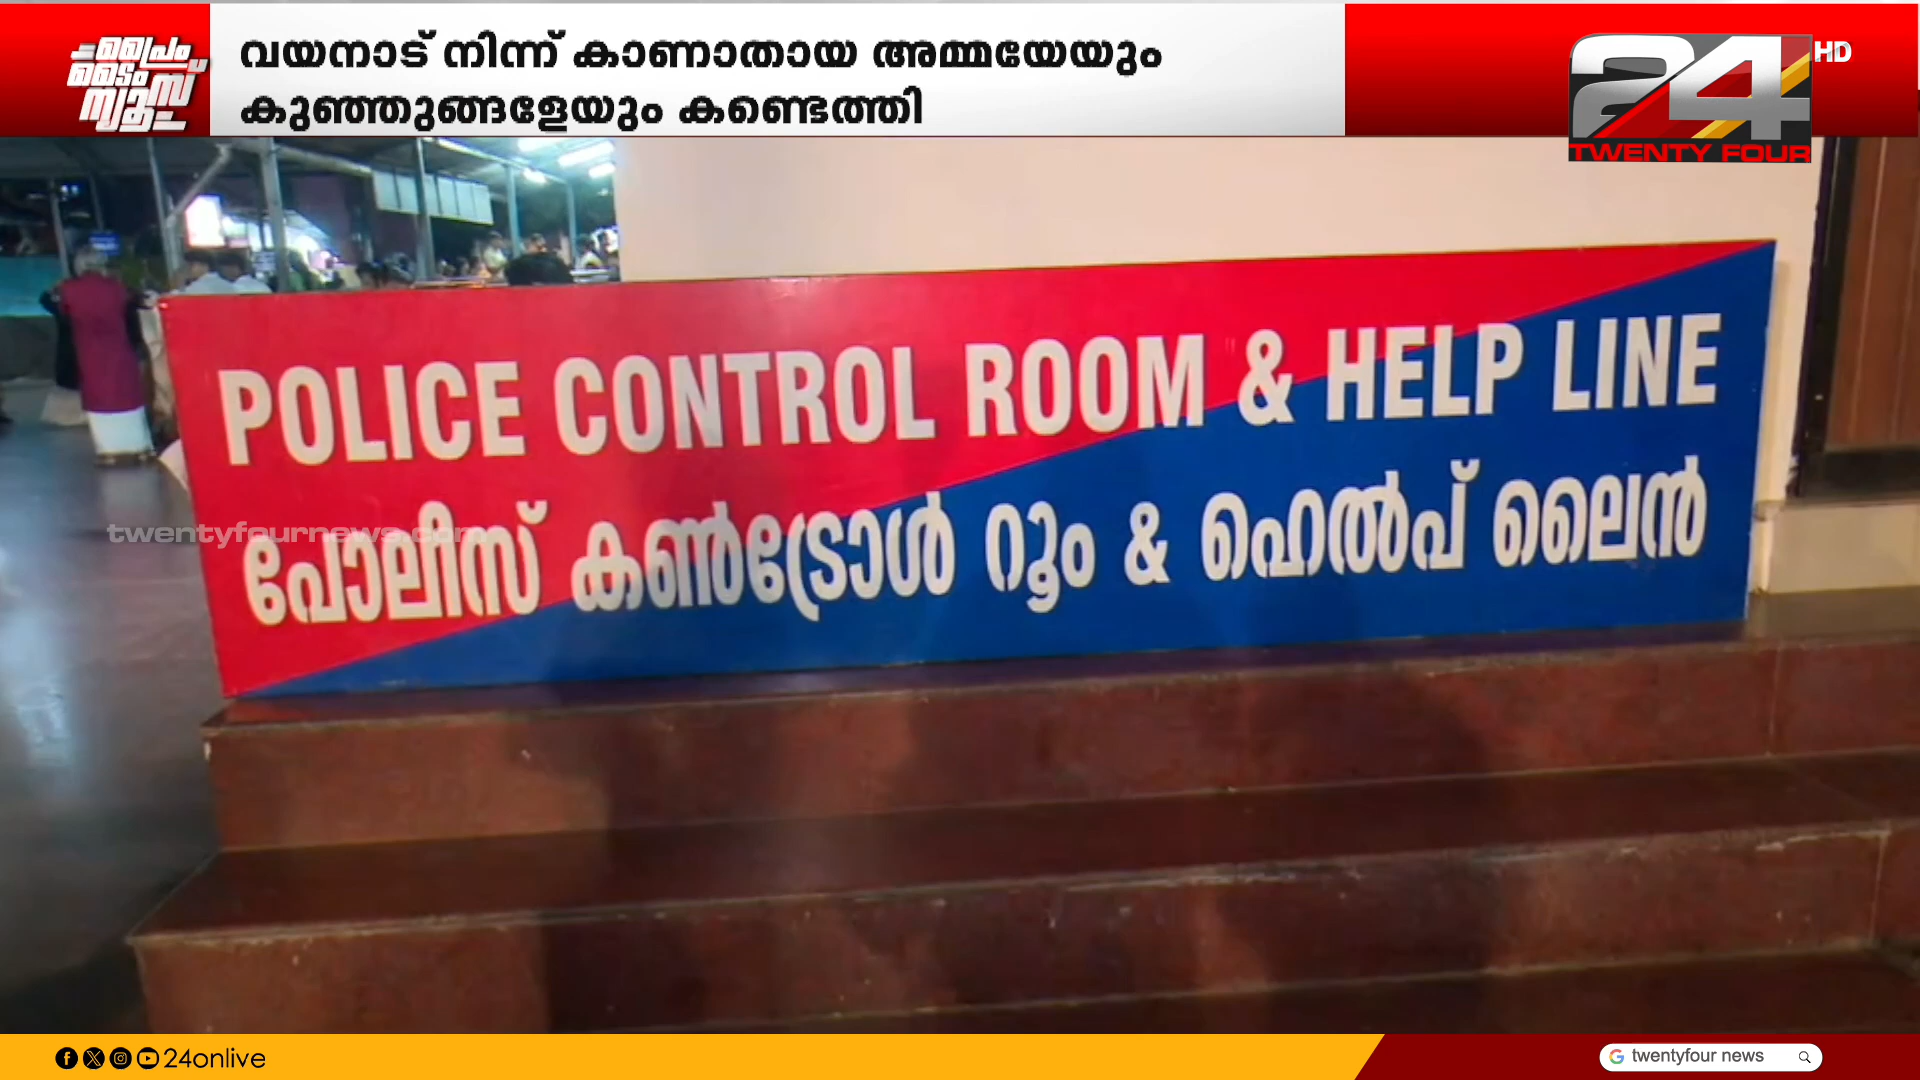 പ്രൈം
ടൈം
ന്യൂസ്
വയനാട് നിന്ന് കാണാതായ അമ്മയേയും
കുഞ്ഞുങ്ങളേയും കണ്ടെത്തി
24 HD
TWENTY FOUR
POLICE CONTROL ROOM & HELP LINE
twentyfournews.com
പോലീസ് കൺട്രോൾ റൂം & ഹെൽപ് ലൈൻ
24onlive
twentyfour news